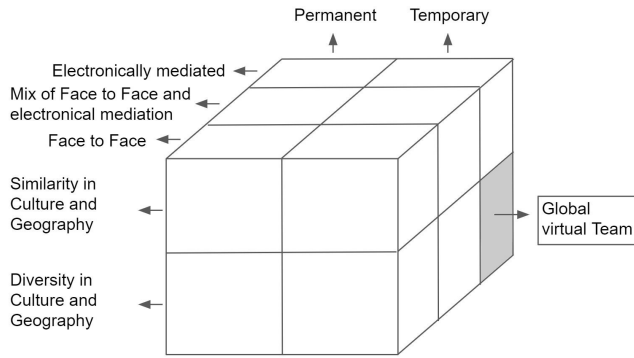 Permanent
Temporary
Electronically mediated
Mix of Face to Face and
electronical mediation
Face to Face
Similarity in
Culture and
Geography
Global
virtual Team
Diversity in
Culture and
Geography